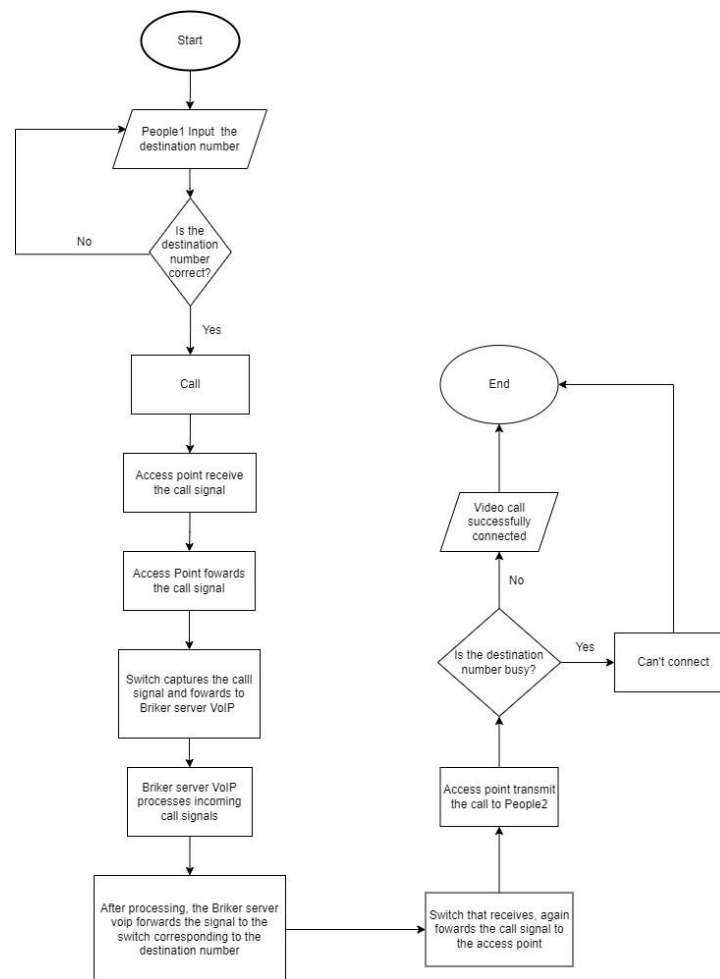 Start
People1 Input the
destination number
Is the
destination
number
correct?
No
Yes
Call
Access point receive
the call signal
Access Point fowards
the call signal
Switch captures the calll
signal and fowards to
Briker server VoIP
Briker server VoIP
processes incoming
call signals
After processing, the Briker server
voip forwards the signal to the
switch corresponding to the
destination number
Switch that receives, again
fowards the call signal to
the access point
Access point transmit
the call to People2
Is the destination
number busy?
Yes
Can't connect
No
Video call
successfully
connected
End